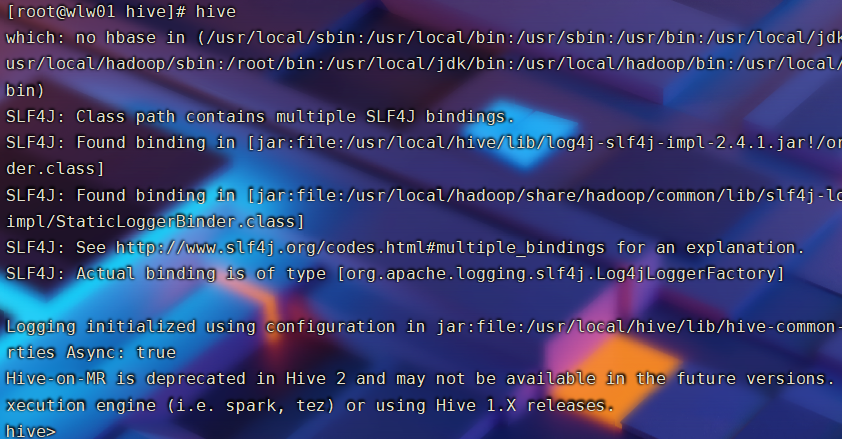 [root@wlw01 hive]# hive
which: no hbase in (/usr/local/sbin:/usr/local/bin:/usr/sbin:/usr/bin:/usr/local/jdk
usr/local/hadoop/sbin:/root/bin:/usr/local/jdk/bin:/usr/local/hadoop/bin:/usr/local/
bin)
SLF4J: Class path contains multiple SLF4J bindings.
SLF4J: Found binding in [jar:file:/usr/local/hive/lib/log4j-slf4j-impl-2.4.1.jar!/or
der.class]
SLF4J: Found binding in [jar:file:/usr/local/hadoop/share/hadoop/common/lib/slf4j-lo
impl/StaticLoggerBinder.class]
SLF4J: See http://www.slf4j.org/codes.html#multiple_bindings for an explanation.
SLF4J: Actual binding is of type [org.apache.logging.slf4j.Log4jLoggerFactory]
Logging initialized using configuration in jar:file:/usr/local/hive/lib/hive-common-
rties Async: true
Hive-on-MR is deprecated in Hive 2 and may not be available in the future versions.
xecution engine (i.e. spark, tez) or using Hive 1.X releases.
hive>